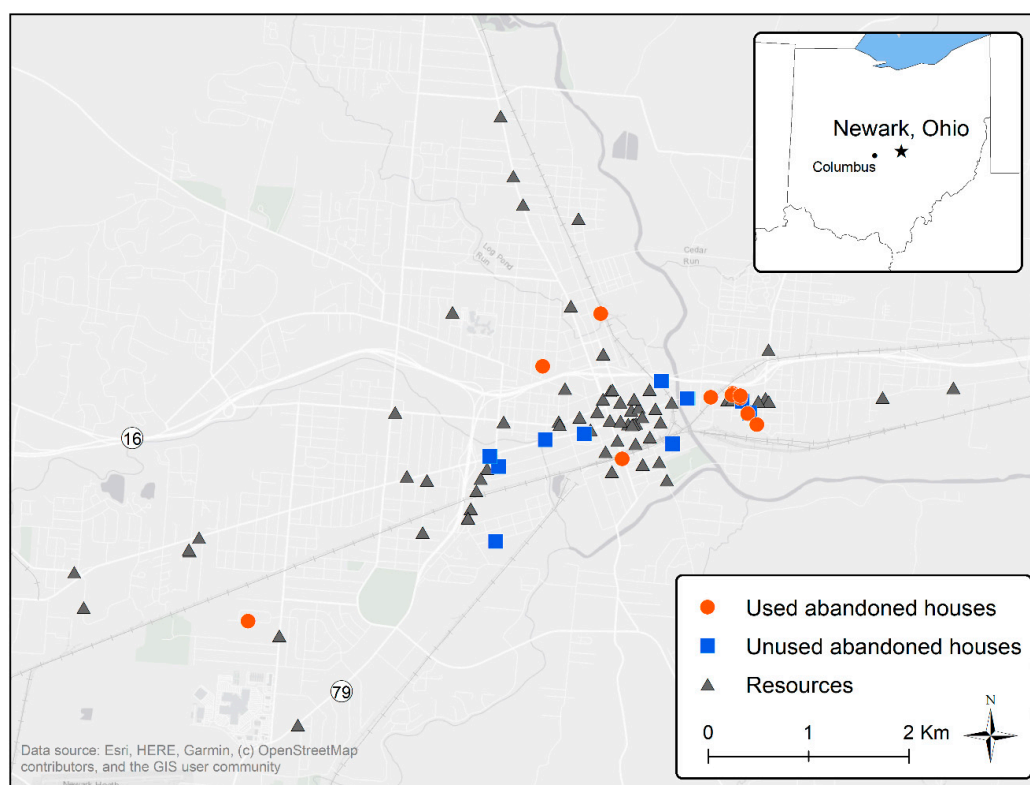 Newark, Ohio
Columbus
Log Pond
Run
Cedar
Run
16
79
Used abandoned houses
Unused abandoned houses
Resources
0 1 2 Km
N
Data source: Esri, HERE, Garmin, (c) OpenStreetMap
contributors, and the GIS user community